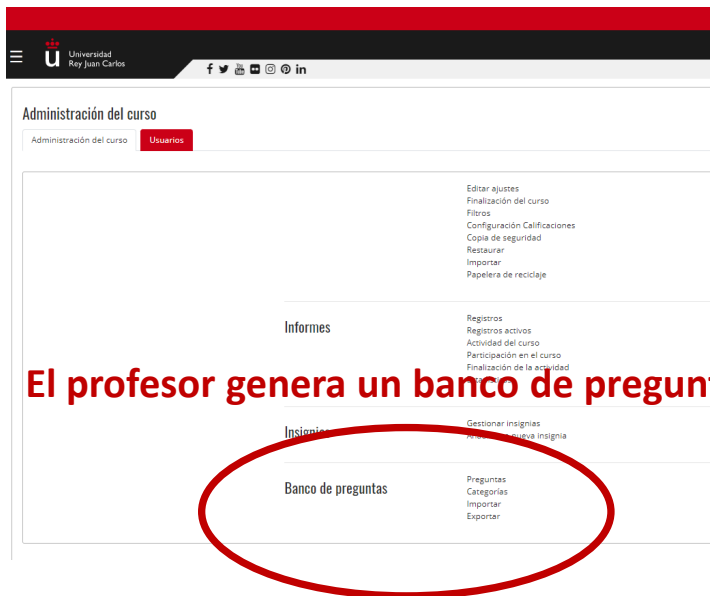 Universidad
Rey Juan Carlos
Administración del curso
Administración del curso
Usuarios
Editar ajustes
Finalización del curso
Filtros
Configuración Calificaciones
Copia de seguridad
Restaurar
Importar
Papelera de reciclaje
Informes
Registros
Registros activos
Actividad del curso
Participación en el curso
Finalización de la actividad
El profesor genera un banco de pregun
Gestionar insignias
nueva insignia
Banco de preguntas
Preguntas
Categorías
Importar
Exportar